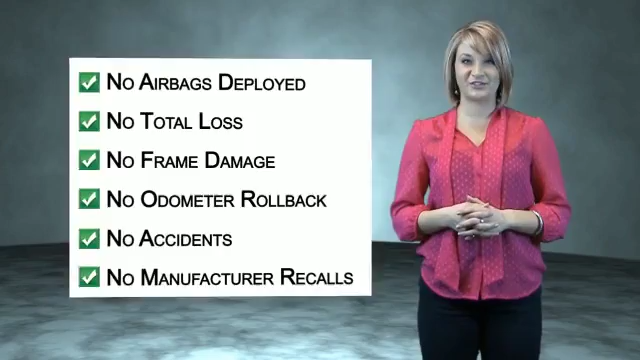 No Airbags Deployed
No Total Loss
No Frame Damage
No Odometer Rollback
No Accidents
No Manufacturer Recalls